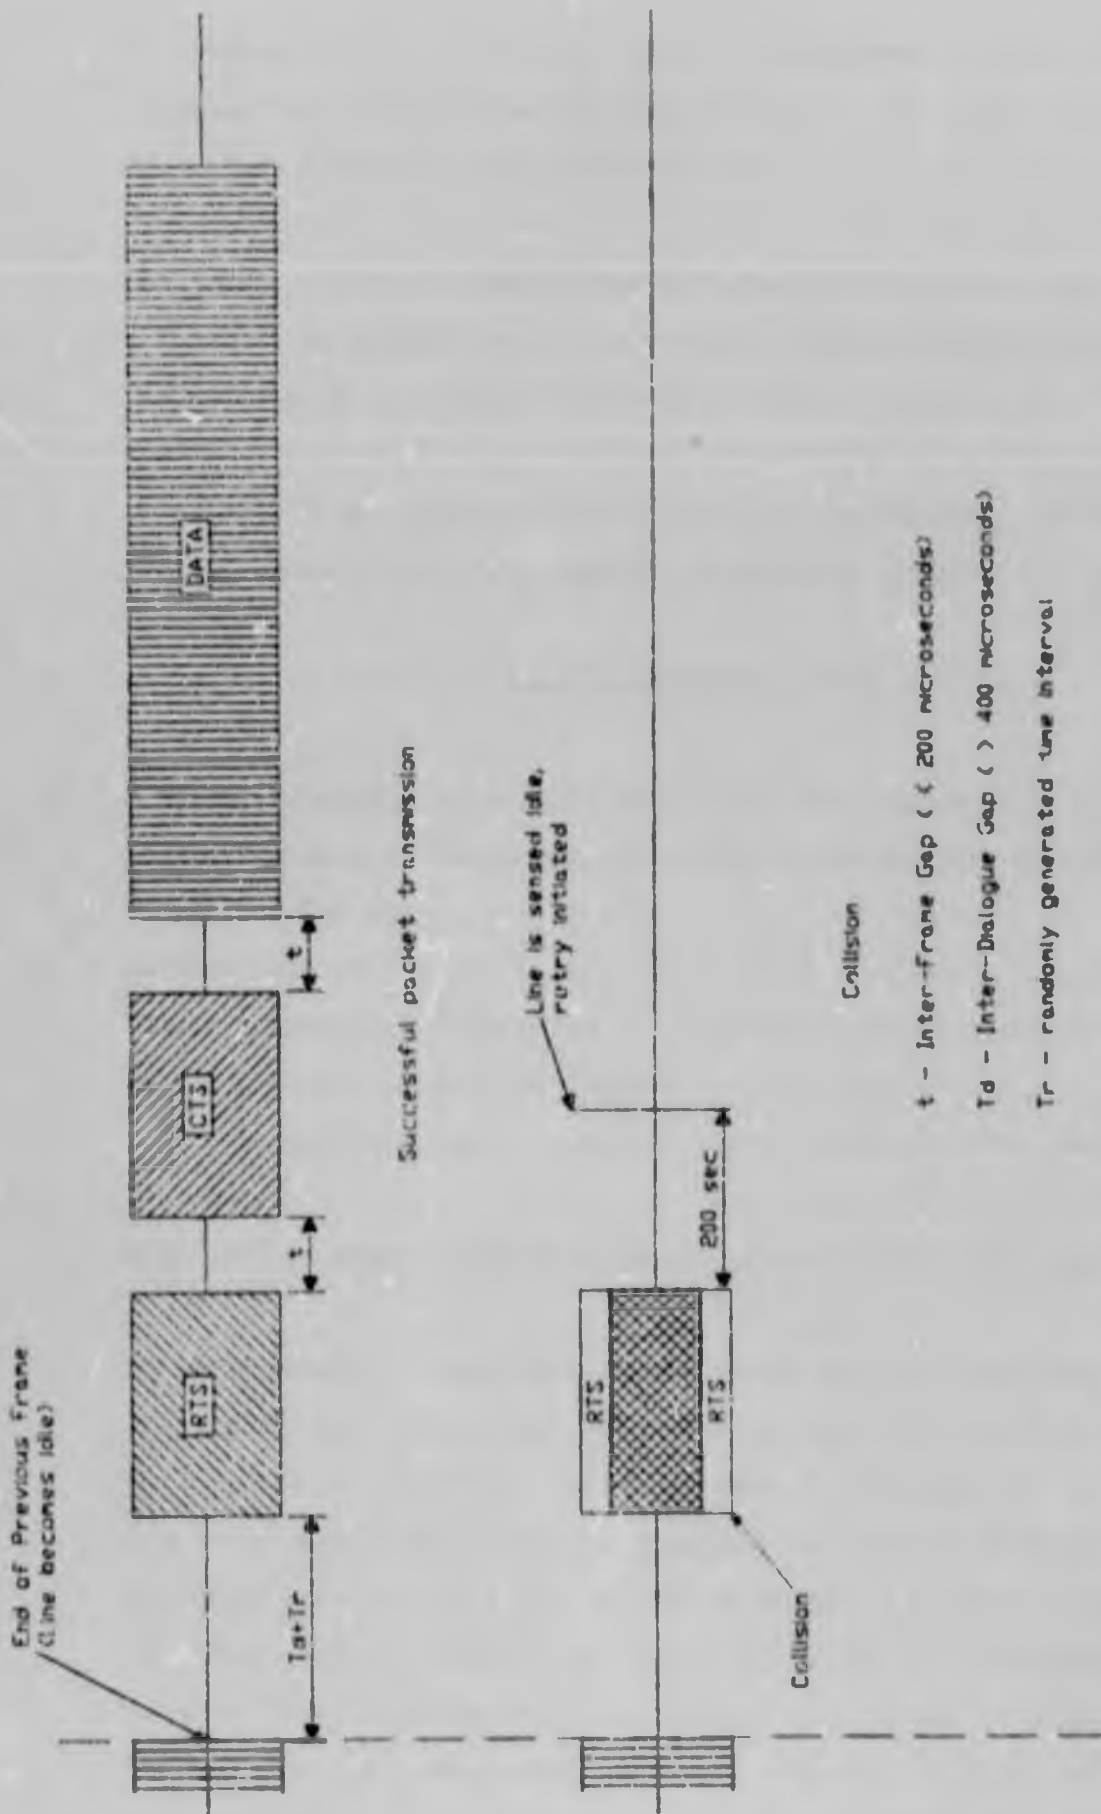 End of Previous Frame
(Line becomes idle)
RTS
CTS
DATA
Td+Tr
t
t
Successful packet transmission
Line is sensed idle,
retry initiated
RTS
RTS
200 sec
Collision
Collision
t - Inter-Frame Gap ( < 200 microseconds)
Td - Inter-Dialogue Gap ( > 400 microseconds)
Tr - randomly generated time interval